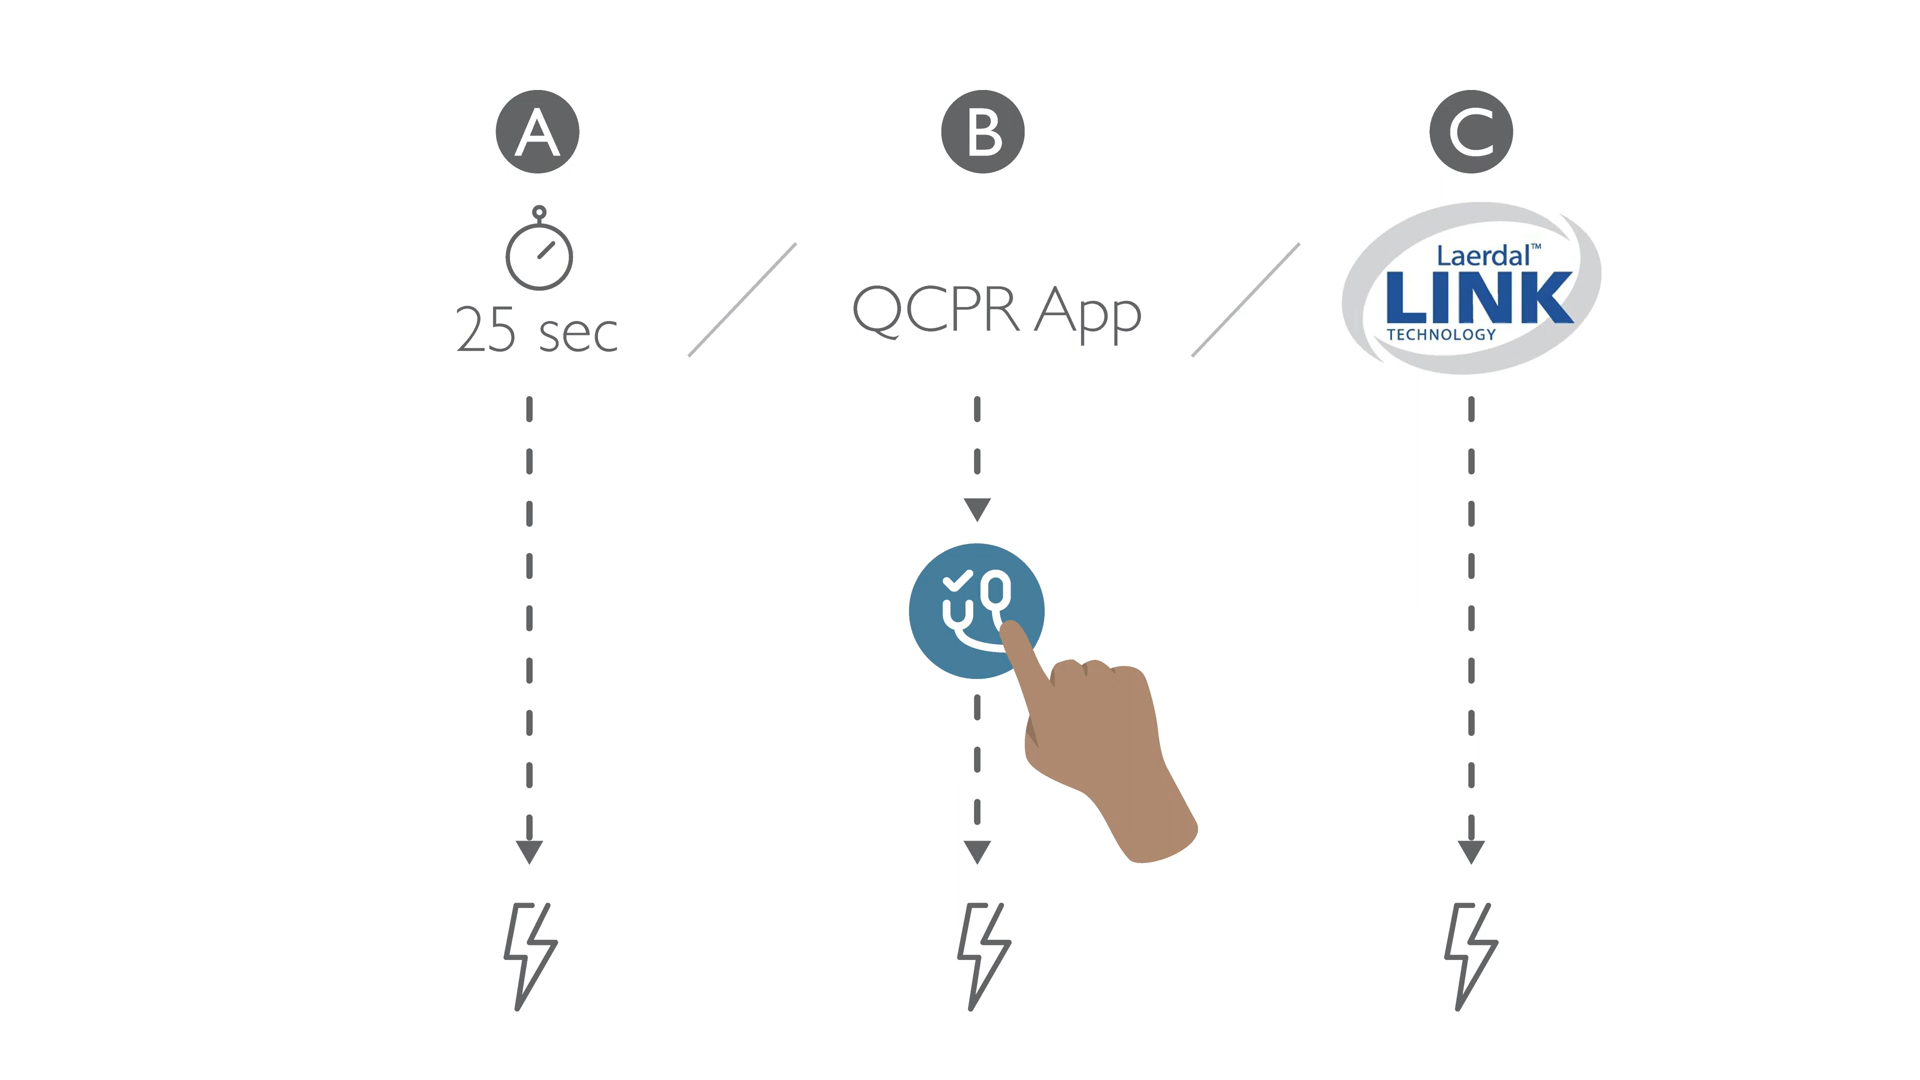 A
B
C
25 sec
QCPR App
Laerdal™
LINK
TECHNOLOGY